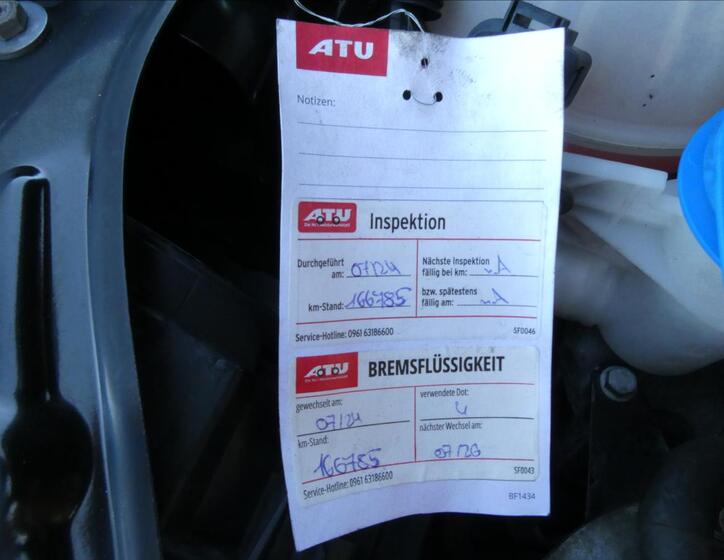 ATU
Notizen:
ATU
Inspektion
Durchgeführt am: 07/24
Nächste Inspektion fällig bei km:
km-Stand: 166785
bzw. spätestens fällig am:
Service-Hotline: 0961 63186600
SF0046
ATU
BREMSFLÜSSIGKEIT
gewechselt am: 07/24
verwendete Dot: 4
km-Stand: 166785
nächster Wechsel am: 07/26
Service-Hotline: 0961 63186600
SF0043
BF1434